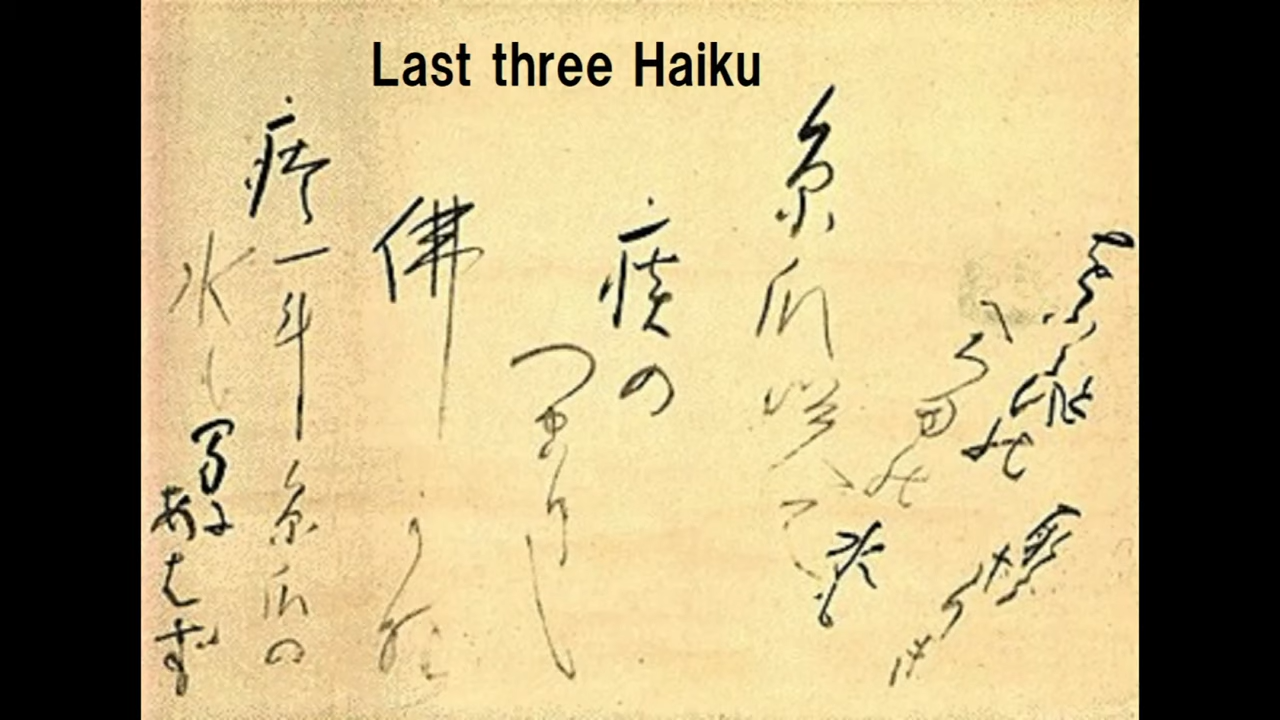 Last three Haiku
をとゝひの
へちまの
水も
取らざりき
糸瓜咲て
痰の
つまりし
佛かな
痰一斗糸瓜の
水も
間に
あはず